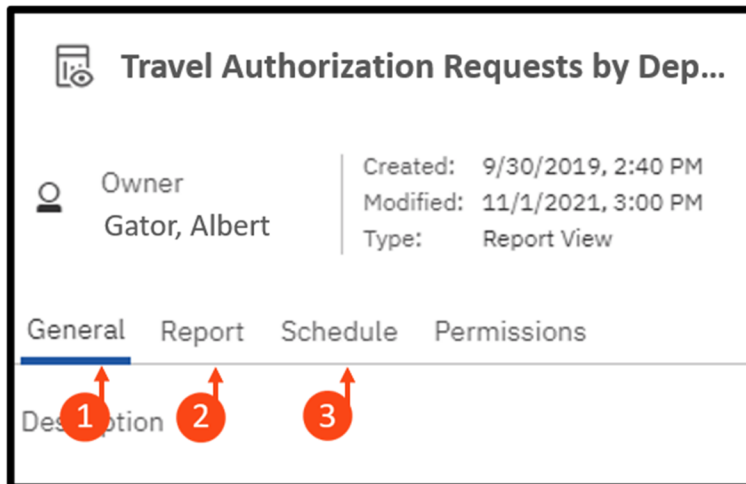 Travel Authorization Requests by Dep...
Owner
Gator, Albert
Created: 9/30/2019, 2:40 PM
Modified: 11/1/2021, 3:00 PM
Type: Report View
General Report Schedule Permissions
1 2 3